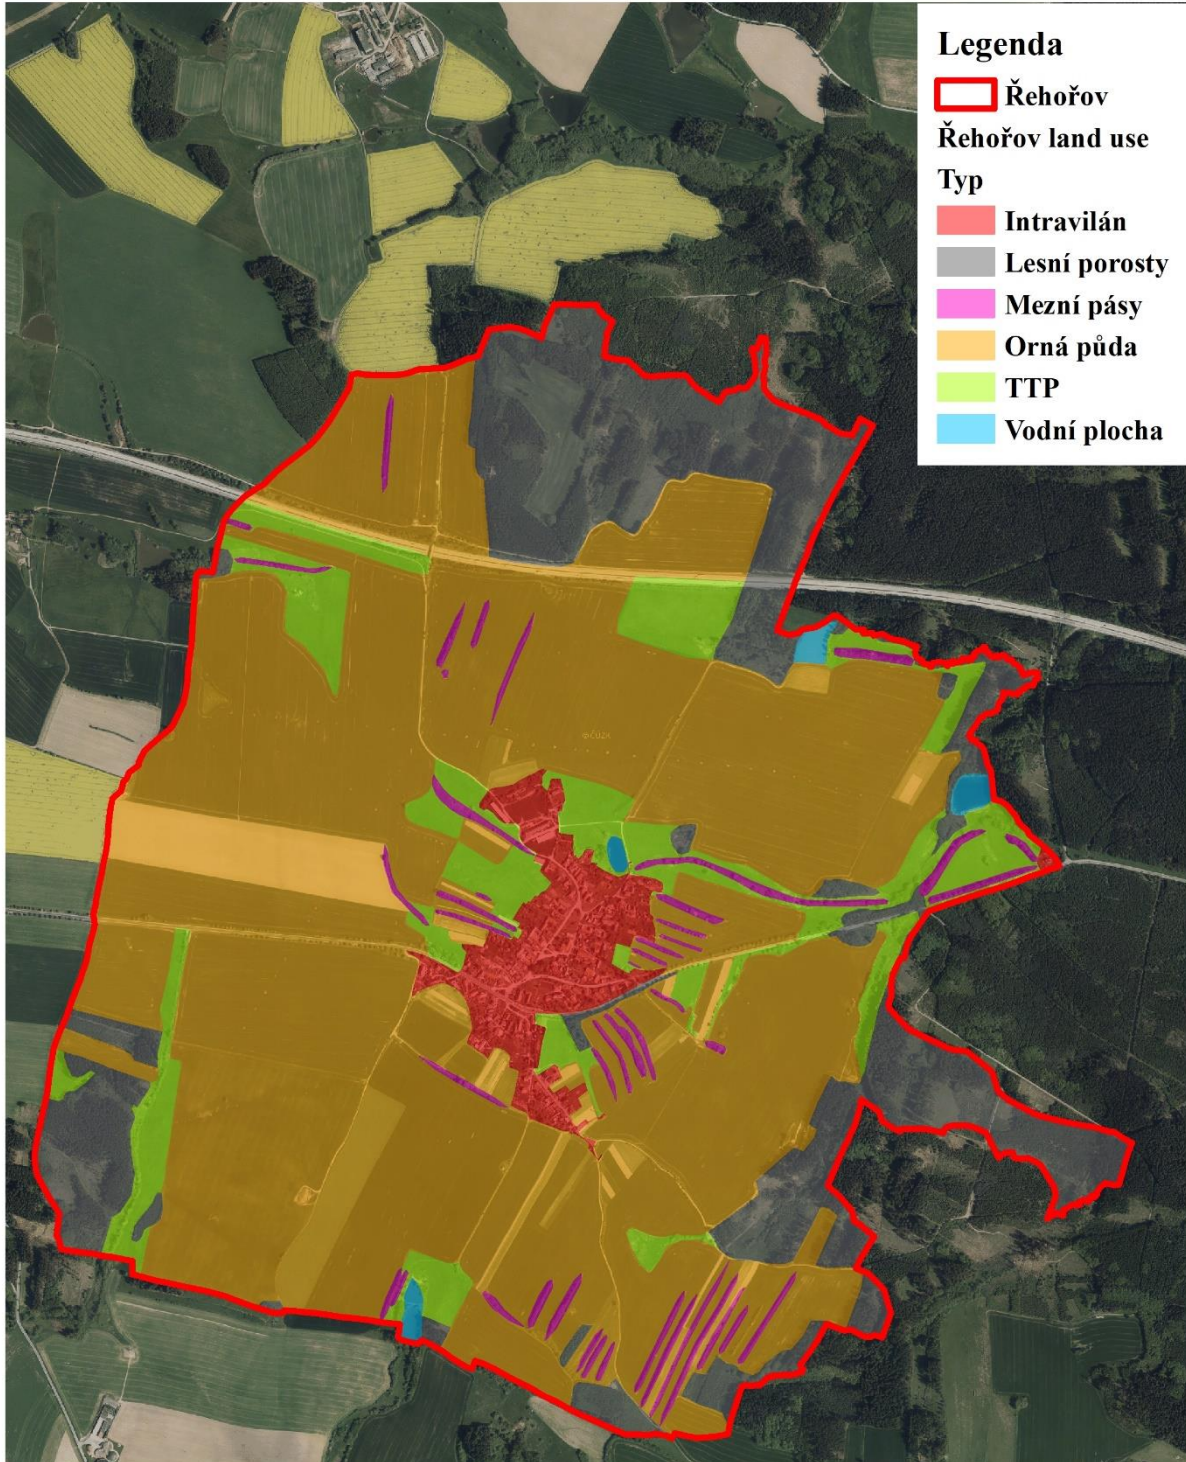 Legenda
Řehořov
Řehořov land use
Typ
Intravilán
Lesní porosty
Mezní pásy
Orná půda
TTP
Vodní plocha